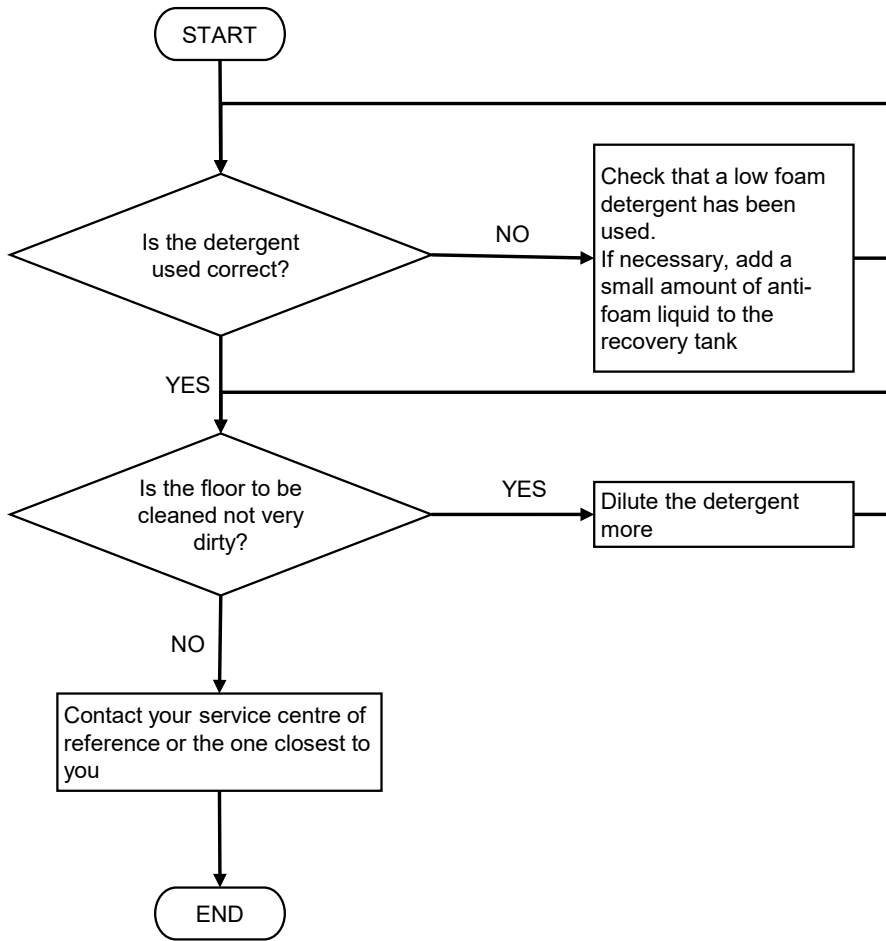 START
Is the detergent
used correct?
NO
Check that a low foam
detergent has been
used.
If necessary, add a
small amount of anti-
foam liquid to the
recovery tank
YES
Is the floor to be
cleaned not very
dirty?
YES
Dilute the detergent
more
NO
Contact your service centre of
reference or the one closest to
you
END